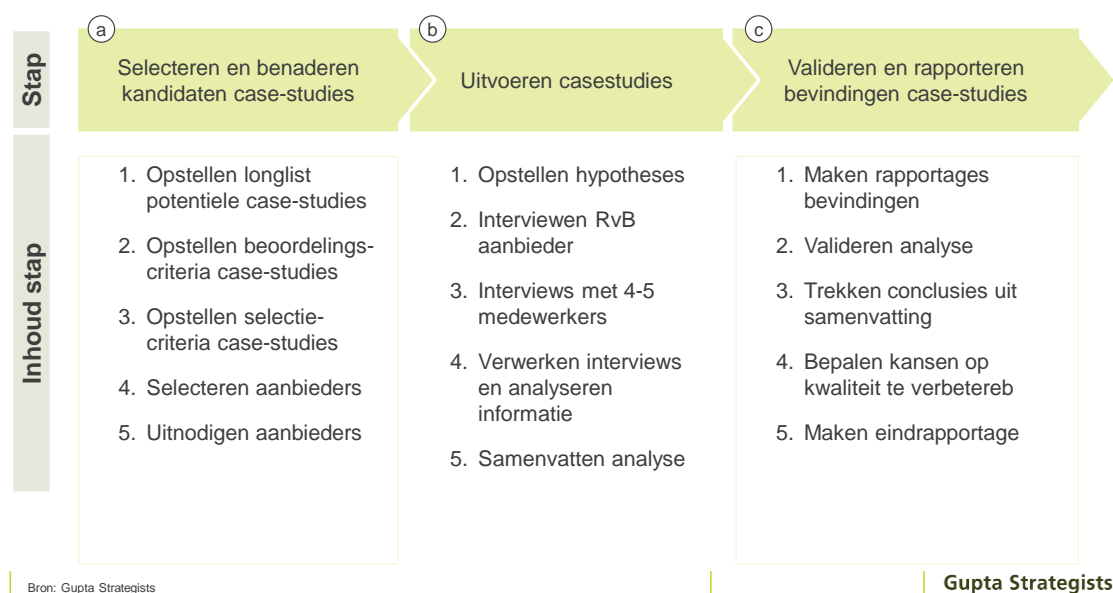 a
b
c
Stap
Selecteren en benaderen
kandidaten case-studies
Uitvoeren casestudies
Valideren en rapporteren
bevindingen case-studies
Inhoud stap
1. Opstellen longlist
potentiele case-studies
2. Opstellen beoordelings-
criteria case-studies
3. Opstellen selectie-
criteria case-studies
4. Selecteren aanbieders
5. Uitnodigen aanbieders
1. Opstellen hypotheses
2. Interviewen RvB
aanbieder
3. Interviews met 4-5
medewerkers
4. Verwerken interviews
en analyseren
informatie
5. Samenvatten analyse
1. Maken rapportages
bevindingen
2. Valideren analyse
3. Trekken conclusies uit
samenvatting
4. Bepalen kansen op
kwaliteit te verbetereb
5. Maken eindrapportage
Bron: Gupta Strategists
Gupta Strategists